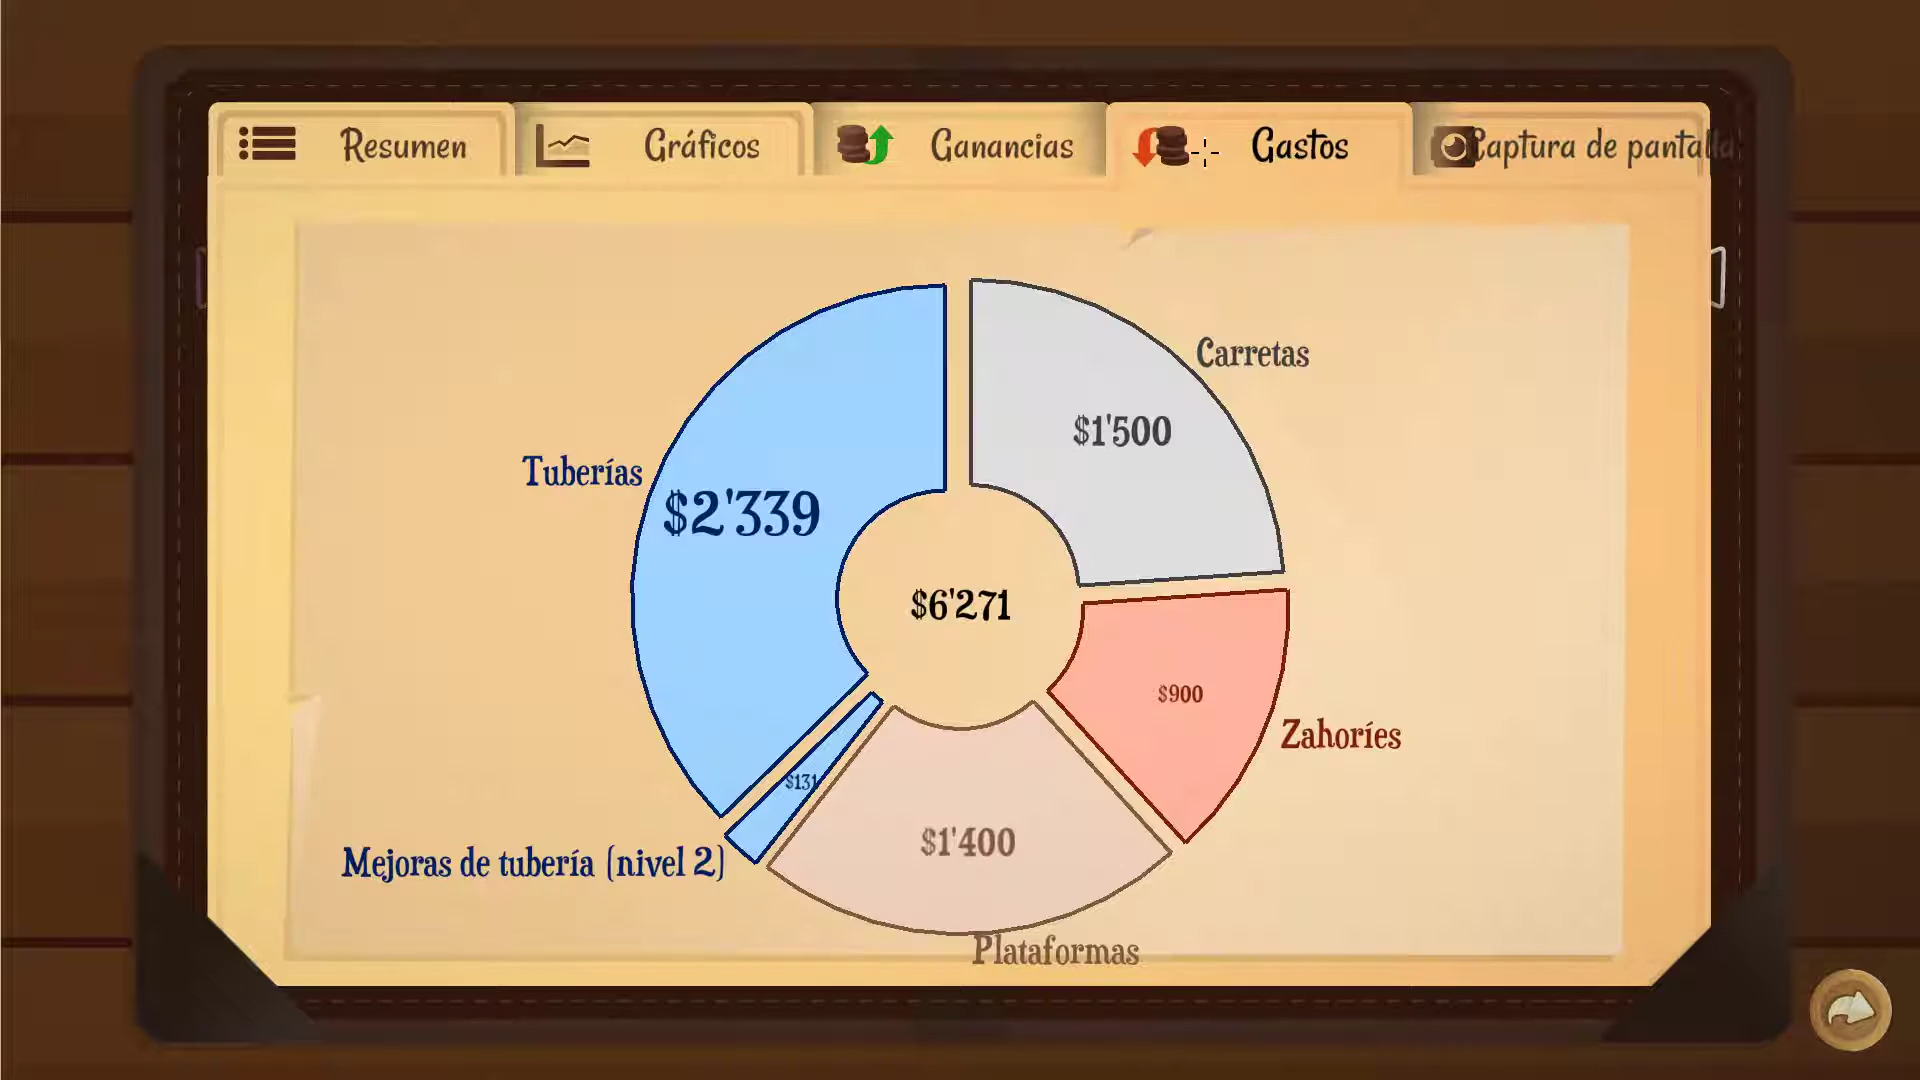 Resumen
Gráficos
Ganancias
Gastos
Captura de pantalla
Carretas
$1'500
Tuberías
$2'339
$6'271
$900
Zahoríes
$131
$1'400
Mejoras de tubería (nivel 2)
Plataformas